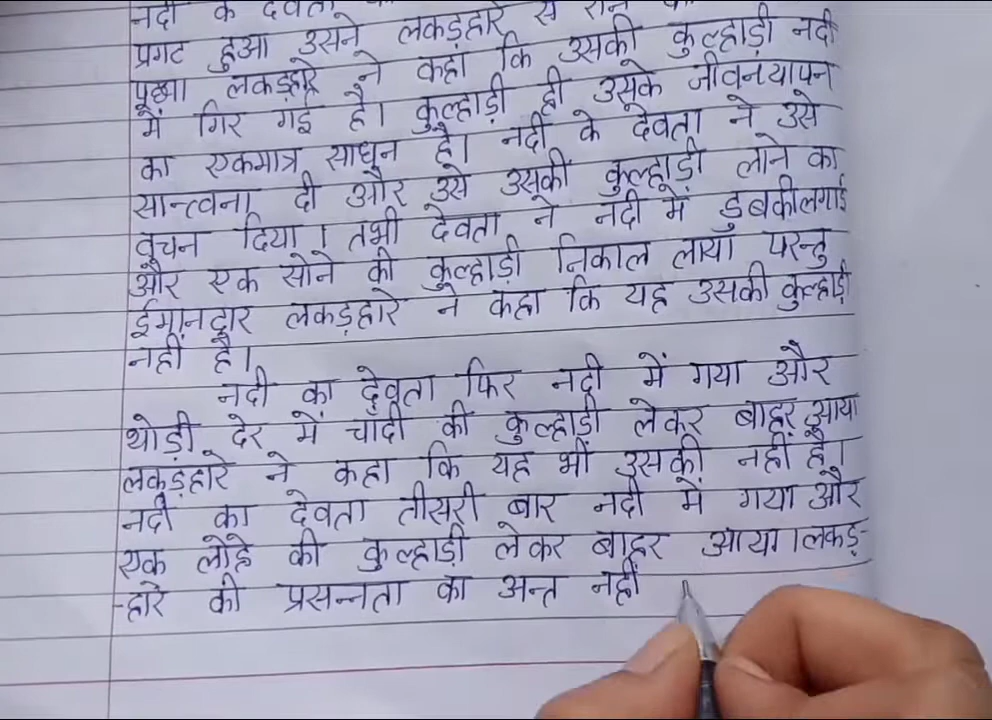 नदी के देवता
प्रगट हुआ उसने लकड़हारे से रोने
पूछा लकड़हारे ने कहा कि उसकी कुल्हाड़ी नदी
में गिर गई है। कुल्हाड़ी ही उसके जीवनयापन
का एकमात्र साधन है। नदी के देवता ने उसे
सान्त्वना दी और उसे उसकी कुल्हाड़ी लाने का
वचन दिया। तभी देवता ने नदी में डुबकीलगाई
और एक सोने की कुल्हाड़ी निकाल लाया परन्तु
ईमानदार लकड़हारे ने कहा कि यह उसकी कुल्हाड़ी
नहीं है।
नदी का देवता फिर नदी में गया और
थोड़ी देर में चाँदी की कुल्हाड़ी लेकर बाहर आया
लकड़हारे ने कहा कि यह भी उसकी नहीं है।
नदी का देवता तीसरी बार नदी में गया और
एक लोहे की कुल्हाड़ी लेकर बाहर आया।लकड़-
-हारे की प्रसन्नता का अन्त नहीं